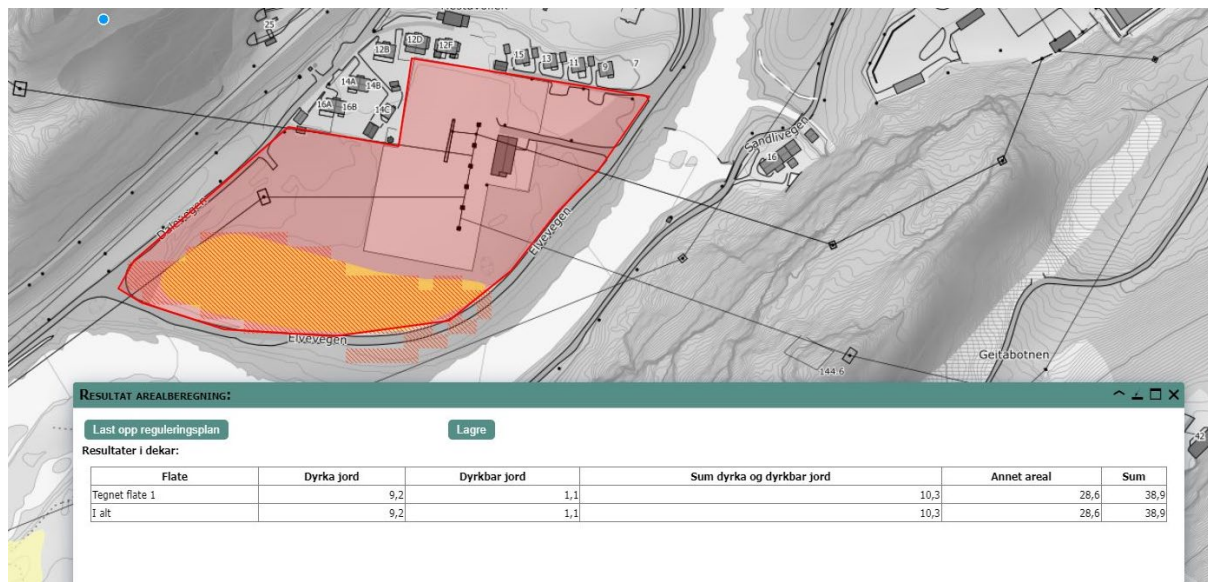 25
12D
12F
12B
15
13
11
9
7
14A
14B
16A
16B
14C
Sandlivegen
16
Dalevegen
Elvevegen
Elvevegen
Geitabotnen
144.6
42
RESULTAT AREALBEREGNING:
Last opp reguleringsplan
Lagre
Resultater i dekar:
Flate Dyrka jord Dyrkbar jord Sum dyrka og dyrkbar jord Annet areal Sum
Tegnet flate 1 9,2 1,1 10,3 28,6 38,9
I alt 9,2 1,1 10,3 28,6 38,9